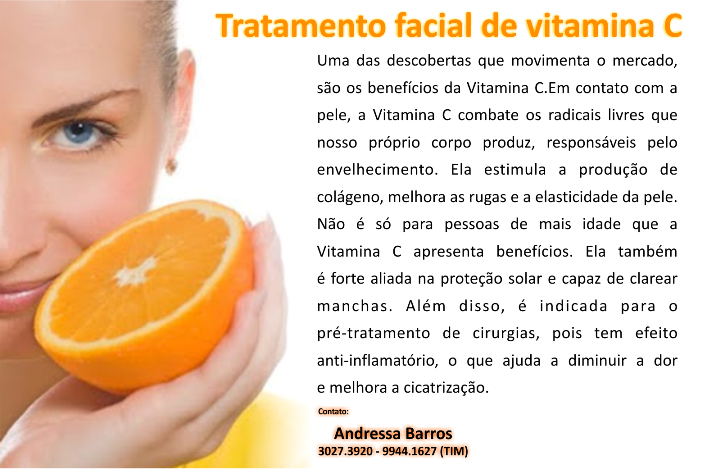 Tratamento facial de vitamina C
Uma das descobertas que movimenta o mercado,
são os benefícios da Vitamina C.Em contato com a
pele, a Vitamina C combate os radicais livres que
nosso próprio corpo produz, responsáveis pelo
envelhecimento. Ela estimula a produção de
colágeno, melhora as rugas e a elasticidade da pele.
Não é só para pessoas de mais idade que a
Vitamina C apresenta benefícios. Ela também
é forte aliada na proteção solar e capaz de clarear
manchas. Além disso, é indicada para o
pré-tratamento de cirurgias, pois tem efeito
anti-inflamatório, o que ajuda a diminuir a dor
e melhora a cicatrização.
Contato:
Andressa Barros
3027.3920 - 9944.1627 (TIM)